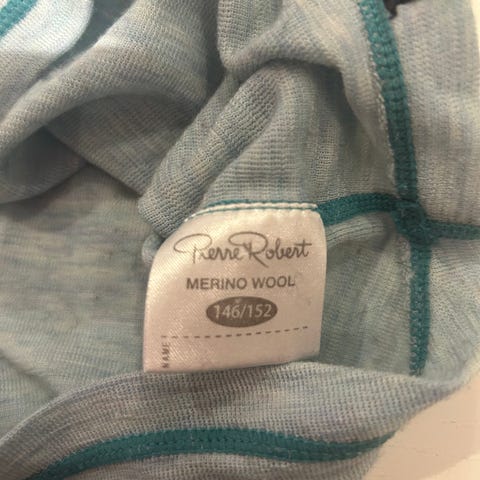 Pierre Robert
MERINO WOOL
146/152
NAME